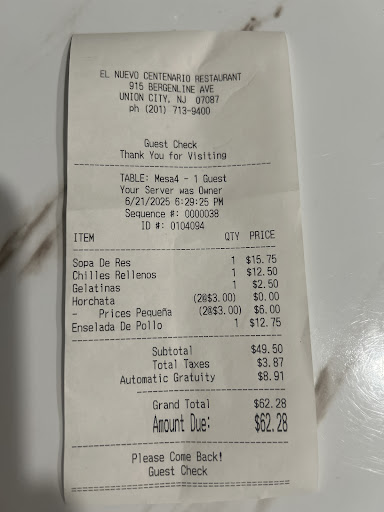 EL NUEVO CENTENARIO RESTAURANT
915 BERGENLINE AVE
UNION CITY, NJ 07087
ph (201) 713-9400
Guest Check
Thank You for Visiting
TABLE: Mesa4 - 1 Guest
Your Server was Owner
6/21/2025 6:29:25 PM
Sequence #: 0000038
ID #: 0104094
ITEM QTY PRICE
Sopa De Res 1 $15.75
Chilles Rellenos 1 $12.50
Gelatinas 1 $2.50
Horchata (2@$3.00) $0.00
- Prices Pequeña (2@$3.00) $6.00
Enselada De Pollo 1 $12.75
Subtotal $49.50
Total Taxes $3.87
Automatic Gratuity $8.91
Grand Total $62.28
Amount Due: $62.28
Please Come Back!
Guest Check